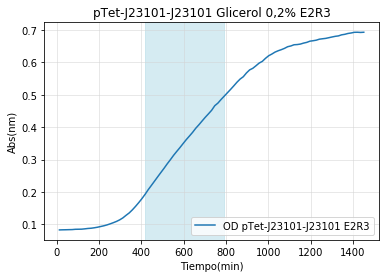 pTet-J23101-J23101 Glicerol 0,2% E2R3
Abs(nm)
0.7
0.6
0.5
0.4
0.3
0.2
0.1
OD pTet-J23101-J23101 E2R3
0 200 400 600 800 1000 1200 1400
Tiempo(min)